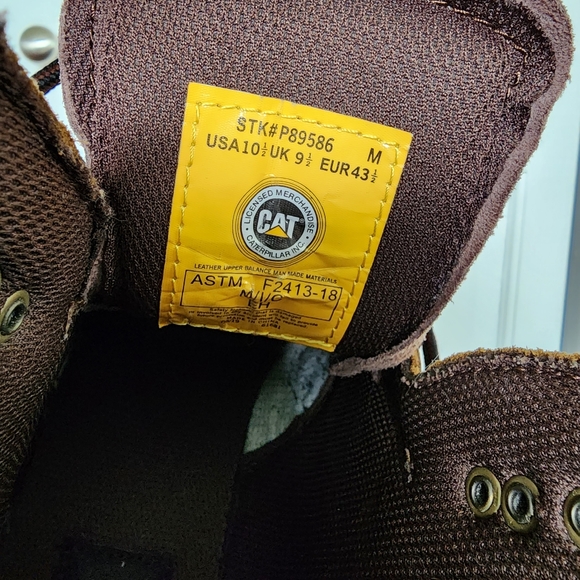 STK#P89586 M
USA10½ UK 9½ EUR43½
LICENSED MERCHANDISE
CAT
CATERPILLAR INC.
LEATHER UPPER BALANCE MAN MADE MATERIALS
ASTM F2413-18
M/I/C
EH